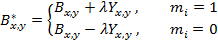 B*x,y = { Bx,y + λYx,y , mi = 1
Bx,y − λYx,y , mi = 0